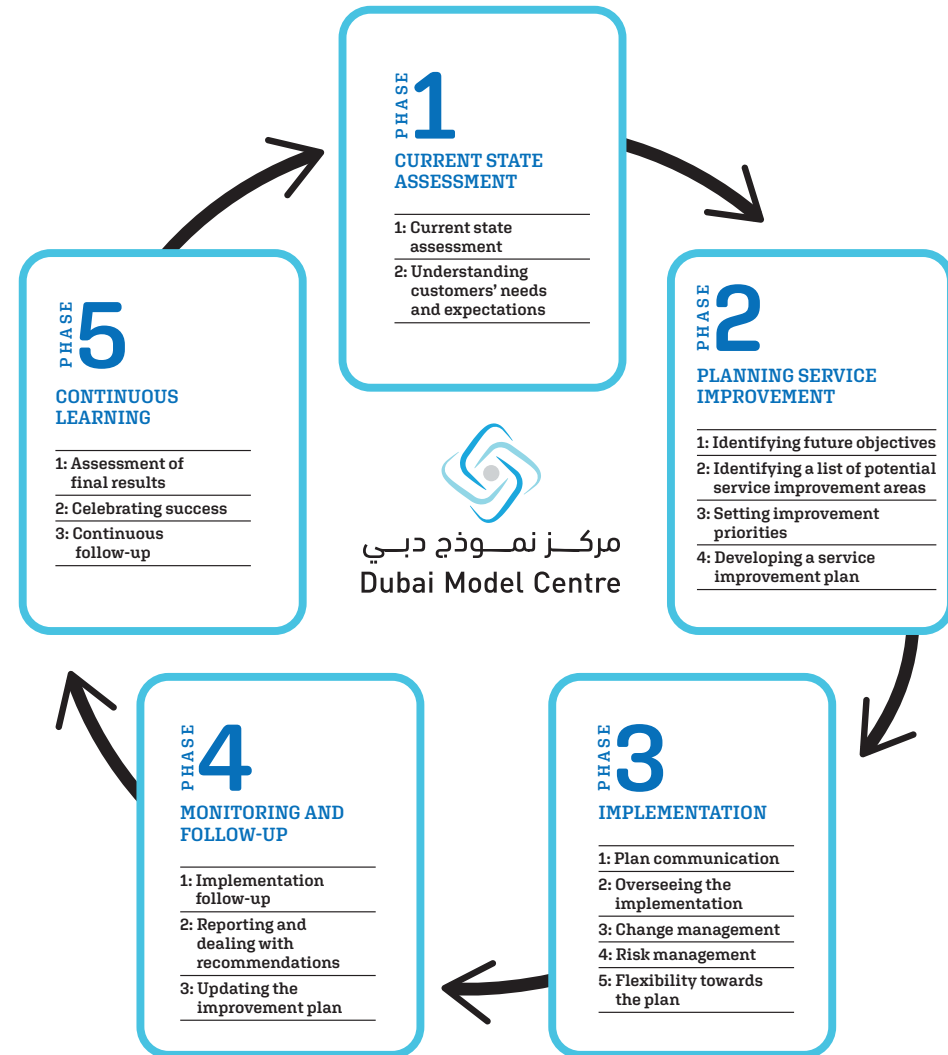 PHASE
1
CURRENT STATE
ASSESSMENT
1: Current state
assessment
2: Understanding
customers’ needs
and expectations
PHASE
2
PLANNING SERVICE
IMPROVEMENT
1: Identifying future objectives
2: Identifying a list of potential
service improvement areas
3: Setting improvement
priorities
4: Developing a service
improvement plan
PHASE
3
IMPLEMENTATION
1: Plan communication
2: Overseeing the
implementation
3: Change management
4: Risk management
5: Flexibility towards
the plan
PHASE
4
MONITORING AND
FOLLOW-UP
1: Implementation
follow-up
2: Reporting and
dealing with
recommendations
3: Updating the
improvement plan
PHASE
5
CONTINUOUS
LEARNING
1: Assessment of
final results
2: Celebrating success
3: Continuous
follow-up
مركـــز نمـــوذج دبـــي
Dubai Model Centre